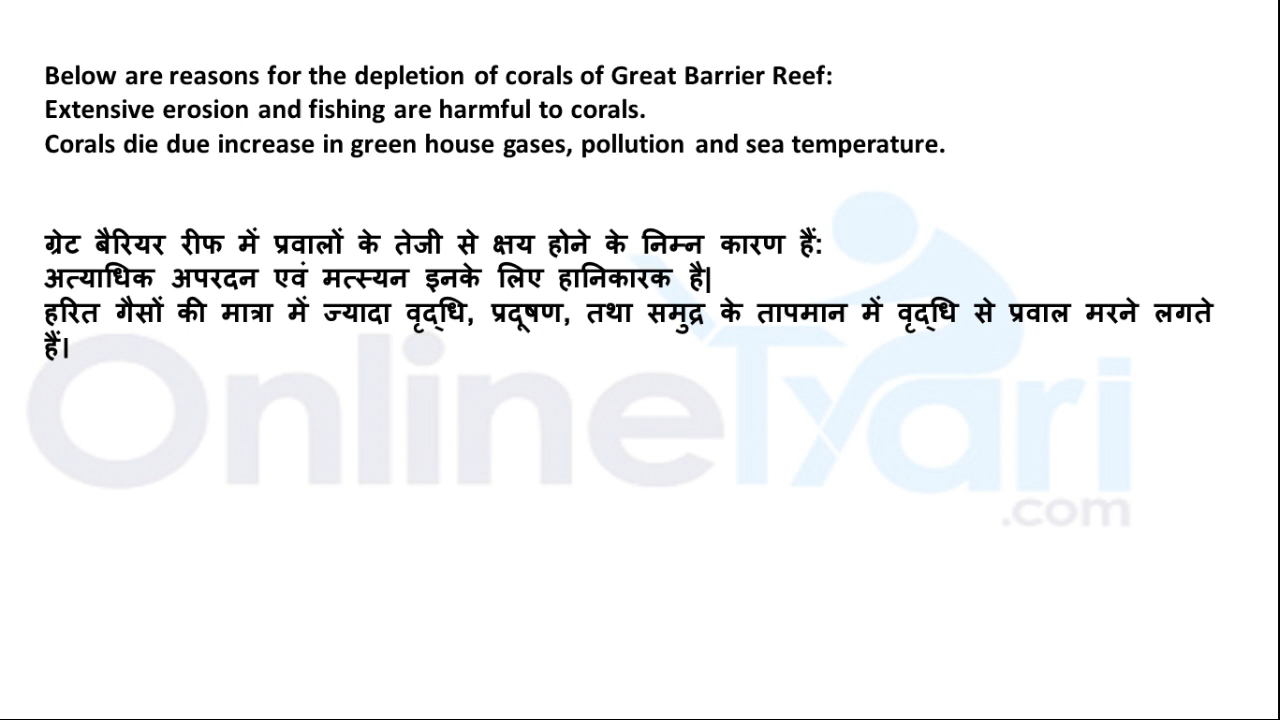 Below are reasons for the depletion of corals of Great Barrier Reef:
Extensive erosion and fishing are harmful to corals.
Corals die due increase in green house gases, pollution and sea temperature.
ग्रेट बैरियर रीफ में प्रवालों के तेजी से क्षय होने के निम्न कारण हैं:
अत्याधिक अपरदन एवं मत्स्यन इनके लिए हानिकारक है|
हरित गैसों की मात्रा में ज्यादा वृद्धि, प्रदूषण, तथा समुद्र के तापमान में वृद्धि से प्रवाल मरने लगते
हैं।
OnlineTyari
.com